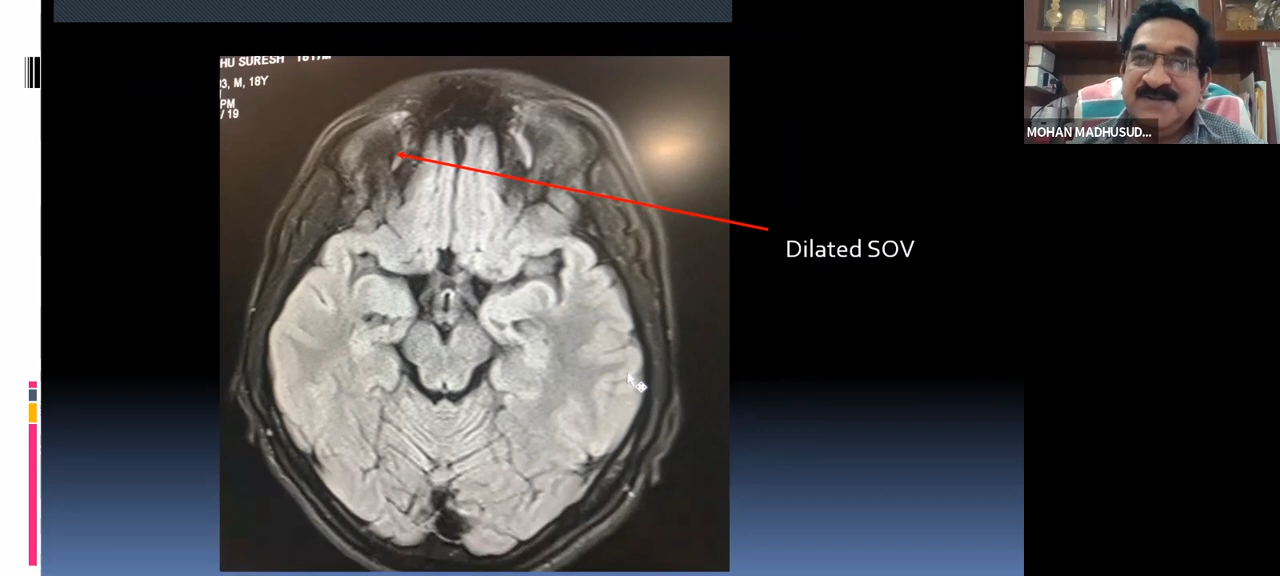 HU SURESH
3, M, 18Y
PM
/ 19
Dilated SOV
MOHAN MADHUSUD...